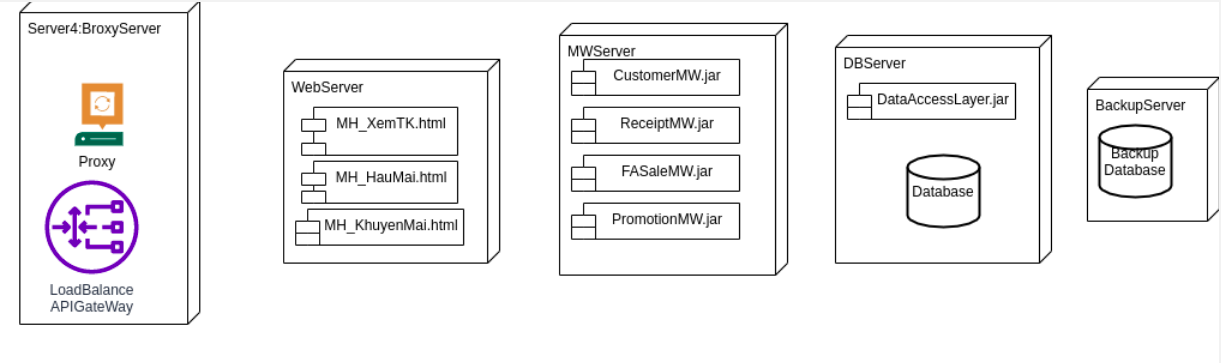 Server4:BroxyServer
Proxy
LoadBalance
APIGateWay
WebServer
MH_XemTK.html
MH_HauMai.html
MH_KhuyenMai.html
MWServer
CustomerMW.jar
ReceiptMW.jar
FASaleMW.jar
PromotionMW.jar
DBServer
DataAccessLayer.jar
Database
BackupServer
Backup
Database